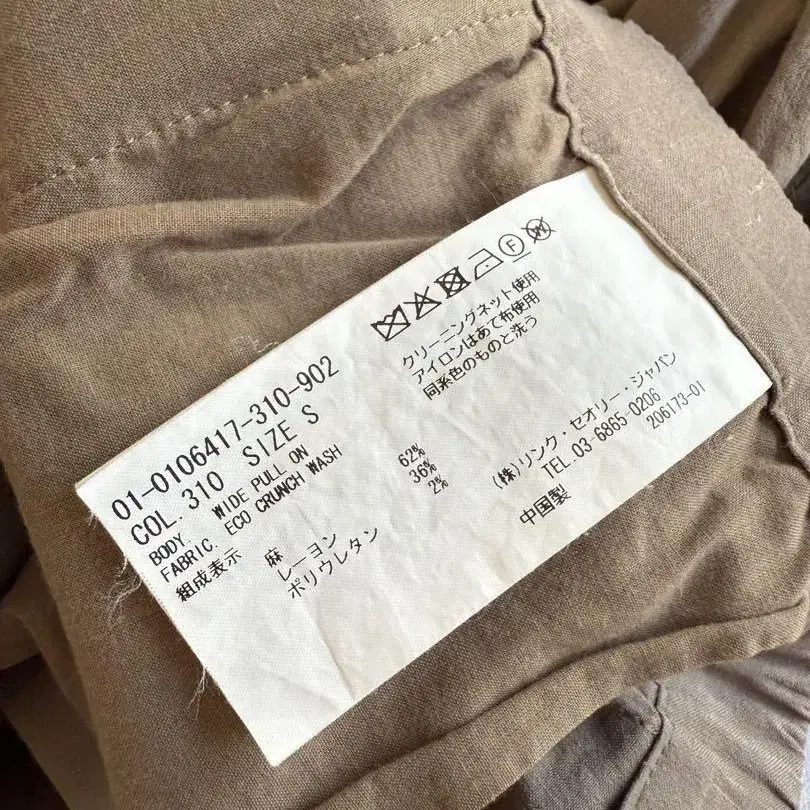 クリーニングネット使用
アイロンはあて布使用
同系色のものと洗う
01-0106417-310-902
COL. 310 SIZE S
BODY. WIDE PULL ON
FABRIC. ECO CRUNCH WASH
組成表示 麻 62%
レーヨン 36%
ポリウレタン 2%
(株)リンク・セオリー・ジャパン
TEL. 03-6865-0206
206173-01
中国製